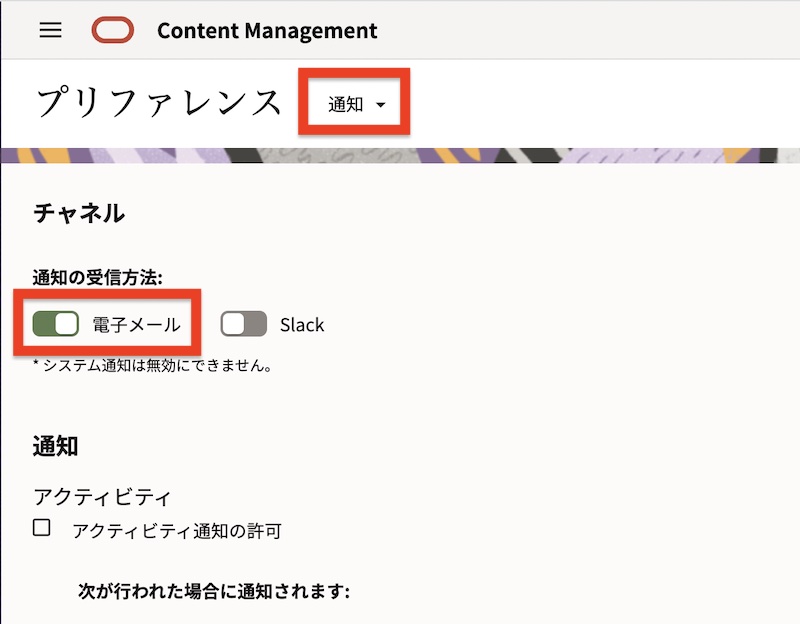 Content Management
プリファレンス 通知
チャネル
通知の受信方法:
電子メール Slack
* システム通知は無効にできません。
通知
アクティビティ
アクティビティ通知の許可
次が行われた場合に通知されます: